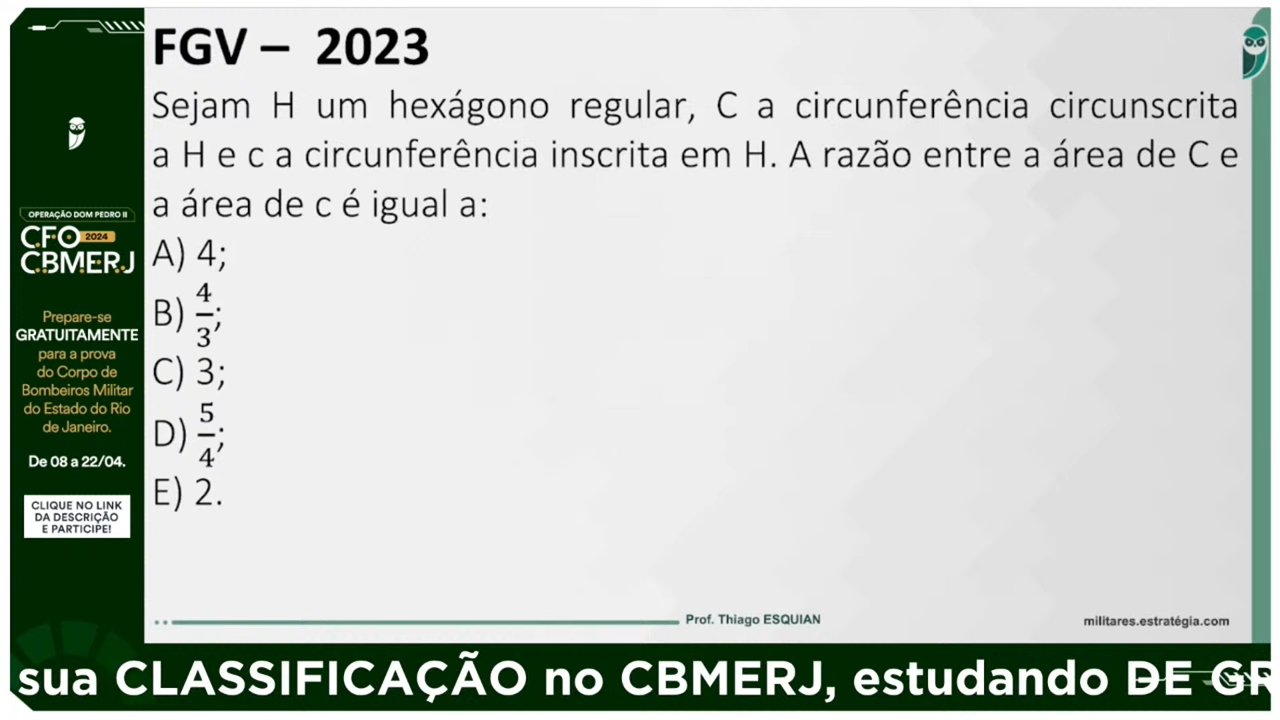 FGV – 2023
Sejam H um hexágono regular, C a circunferência circunscrita
a H e c a circunferência inscrita em H. A razão entre a área de C e
a área de c é igual a:
A) 4;
B) 4/3;
C) 3;
D) 5/4;
E) 2.
OPERAÇÃO DOM PEDRO II
CFO 2024
CBMERJ
Prepare-se
GRATUITAMENTE
para a prova
do Corpo de
Bombeiros Militar
do Estado do Rio
de Janeiro.
De 08 a 22/04.
CLIQUE NO LINK
DA DESCRIÇÃO
E PARTICIPE!
Prof. Thiago ESQUIAN
militares.estratégia.com
sua CLASSIFICAÇÃO no CBMERJ, estudando DE GR